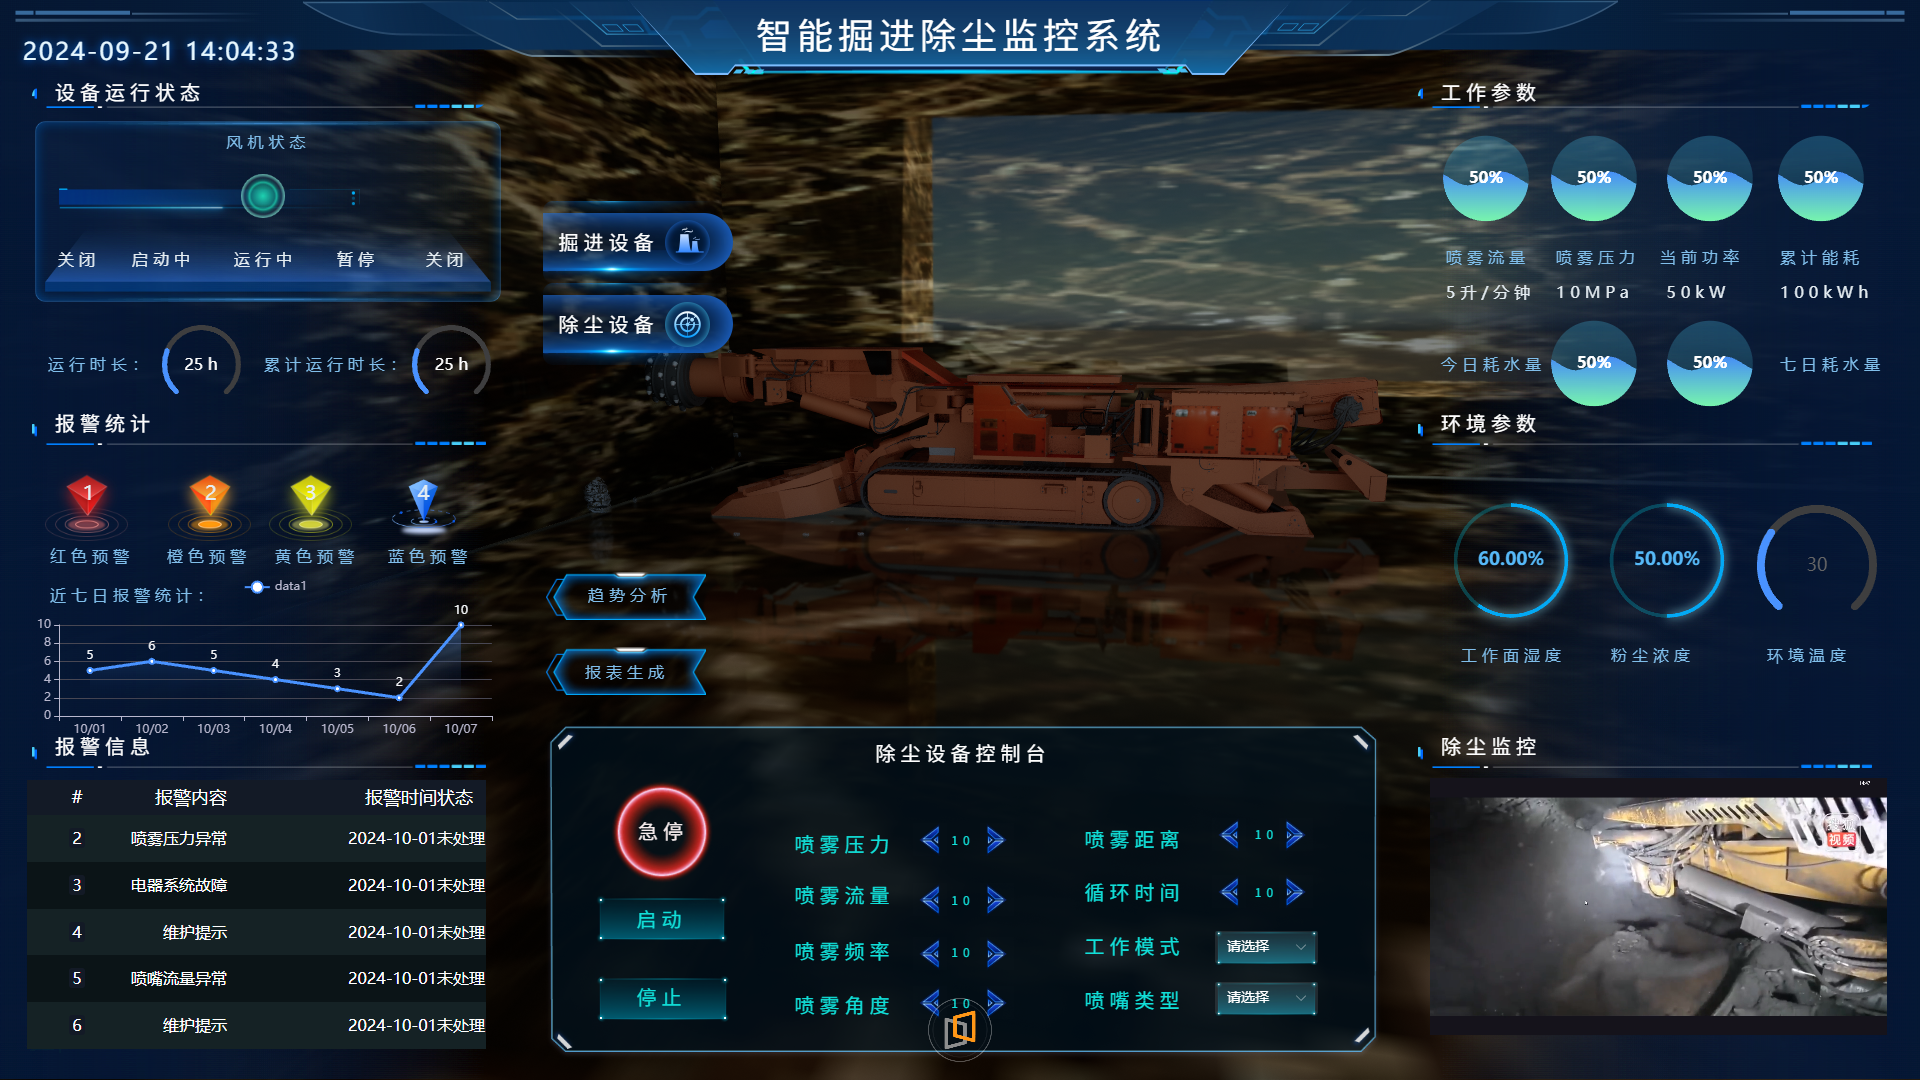 智能掘进除尘监控系统
2024-09-21 14:04:33
设备运行状态
风机状态
关闭 启动中 运行中 暂停 关闭
运行时长： 25 h 累计运行时长： 25 h
报警统计
1 2 3 4
红色预警 橙色预警 黄色预警 蓝色预警
近七日报警统计： data1
10
8
6
4
2
0
5 6 5 4 3 2 10
10/01 10/02 10/03 10/04 10/05 10/06 10/07
报警信息
# 报警内容 报警时间状态
2 喷雾压力异常 2024-10-01未处理
3 电器系统故障 2024-10-01未处理
4 维护提示 2024-10-01未处理
5 喷嘴流量异常 2024-10-01未处理
6 维护提示 2024-10-01未处理
掘进设备
除尘设备
趋势分析
报表生成
除尘设备控制台
急停
启动
停止
喷雾压力 10
喷雾流量 10
喷雾频率 10
喷雾角度 10
喷雾距离 10
循环时间 10
工作模式 请选择
喷嘴类型 请选择
工作参数
50% 50% 50% 50%
喷雾流量 喷雾压力 当前功率 累计能耗
5升/分钟 10MPa 50kW 100kWh
今日耗水量 50% 50% 七日耗水量
环境参数
60.00% 50.00% 30
工作面湿度 粉尘浓度 环境温度
除尘监控
视频